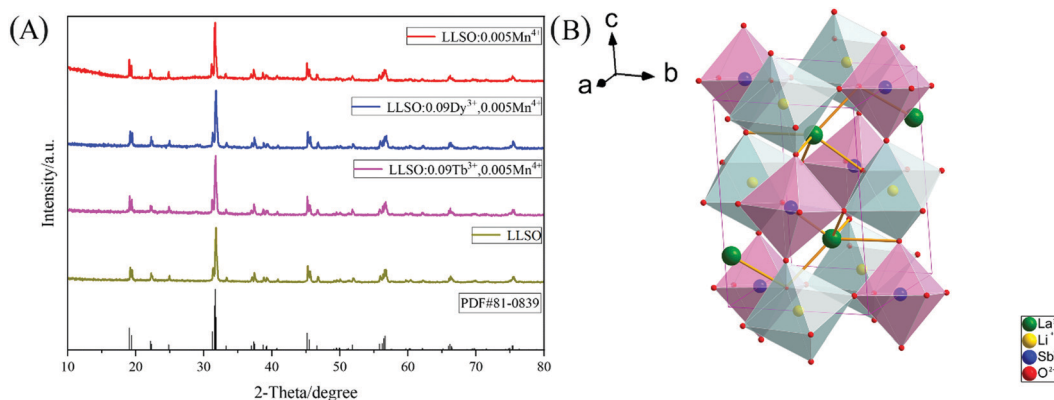 (A)
LLSO:0.005Mn⁴⁺
LLSO:0.09Dy³⁺,0.005Mn⁴⁺
LLSO:0.09Tb³⁺,0.005Mn⁴⁺
LLSO
PDF#81-0839
Intensity/a.u.
10 20 30 40 50 60 70 80
2-Theta/degree
(B)
c
a
b
Li⁺
Sb
O²⁻